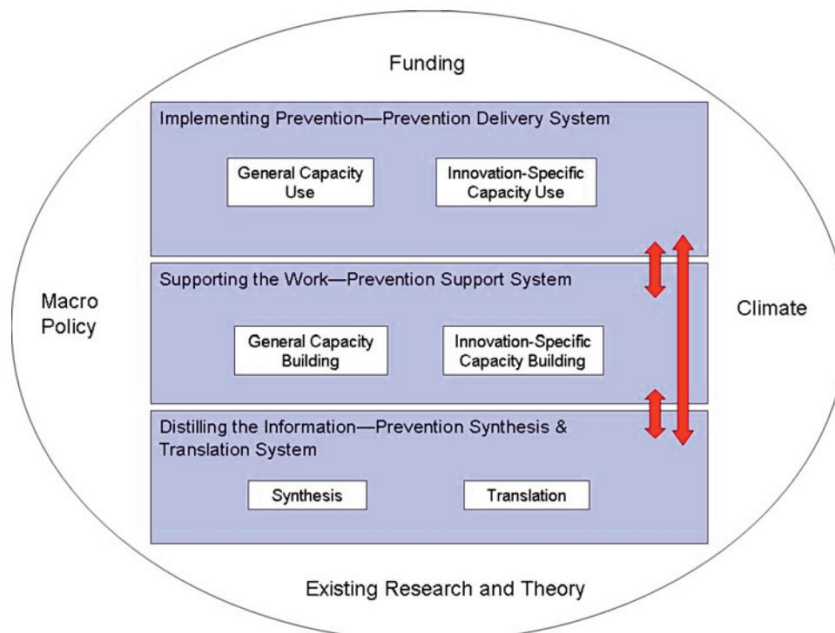 Funding
Implementing Prevention—Prevention Delivery System
General Capacity
Use
Innovation-Specific
Capacity Use
Macro
Policy
Supporting the Work—Prevention Support System
Climate
General Capacity
Building
Innovation-Specific
Capacity Building
Distilling the Information—Prevention Synthesis &
Translation System
Synthesis
Translation
Existing Research and Theory